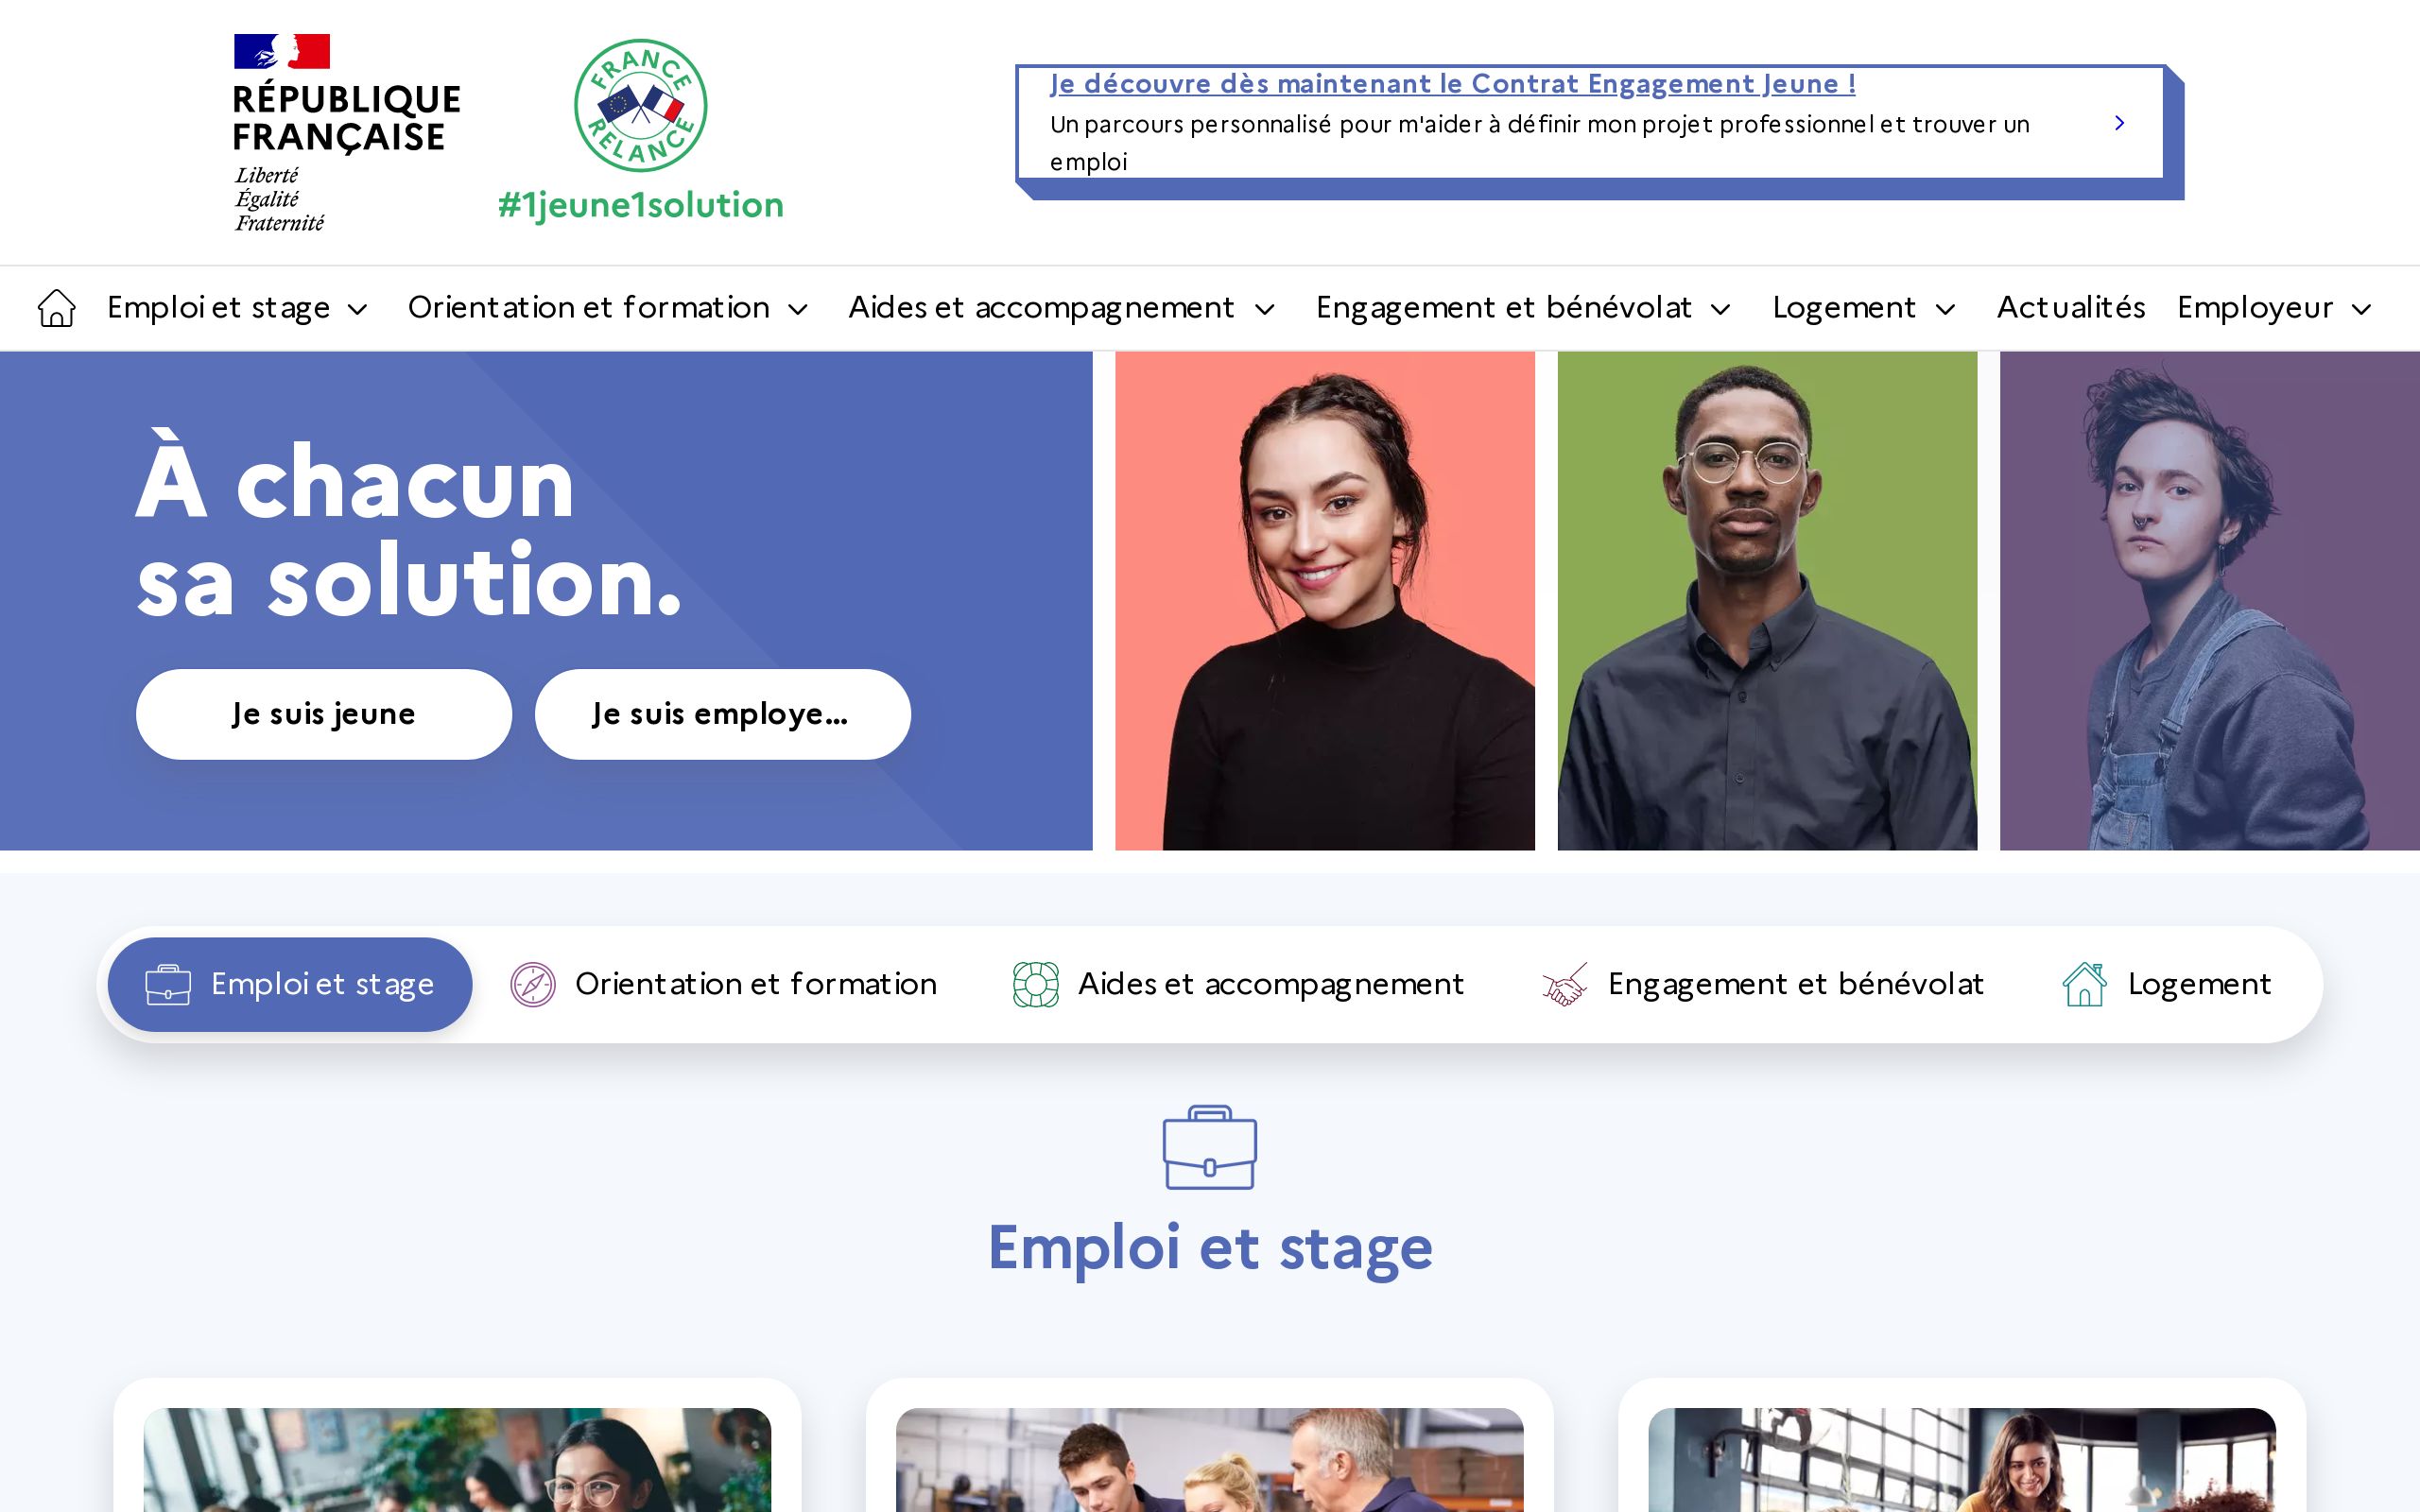 RÉPUBLIQUE
FRANÇAISE
Liberté
Égalité
Fraternité
FRANCE
RELANCE
#1jeune1solution
Je découvre dès maintenant le Contrat Engagement Jeune !
Un parcours personnalisé pour m'aider à définir mon projet professionnel et trouver un
emploi
Emploi et stage
Orientation et formation
Aides et accompagnement
Engagement et bénévolat
Logement
Actualités
Employeur
À chacun
sa solution.
Je suis jeune
Je suis employe...
Emploi et stage
Orientation et formation
Aides et accompagnement
Engagement et bénévolat
Logement
Emploi et stage